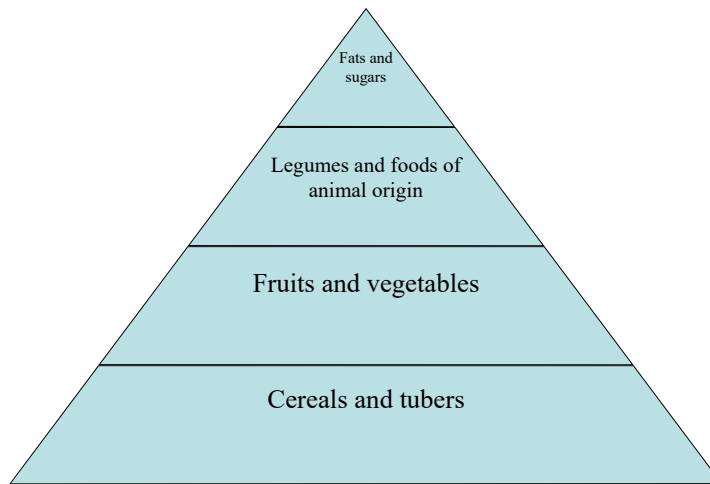 Fats and
sugars
Legumes and foods of
animal origin
Fruits and vegetables
Cereals and tubers